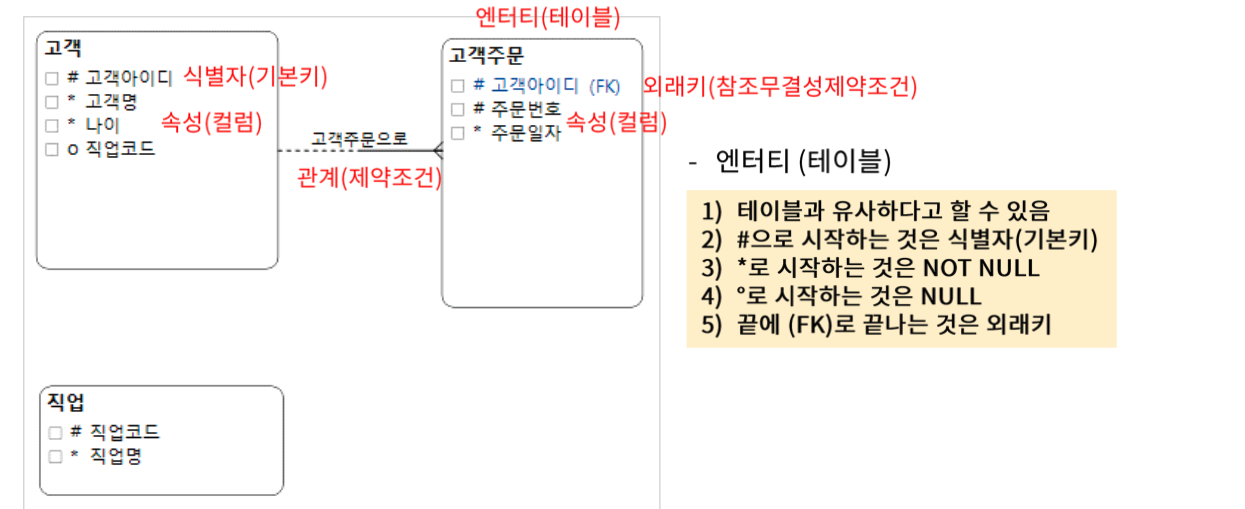 엔터티(테이블)
고객
# 고객아이디 식별자(기본키)
* 고객명
* 나이 속성(컬럼)
o 직업코드
고객주문으로
관계(제약조건)
고객주문
# 고객아이디 (FK) 외래키(참조무결성제약조건)
# 주문번호
* 주문일자 속성(컬럼)
- 엔터티 (테이블)
1) 테이블과 유사하다고 할 수 있음
2) #으로 시작하는 것은 식별자(기본키)
3) *로 시작하는 것은 NOT NULL
4) °로 시작하는 것은 NULL
5) 끝에 (FK)로 끝나는 것은 외래키
직업
# 직업코드
* 직업명